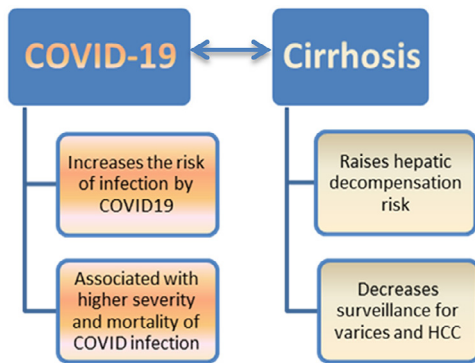 COVID-19
Cirrhosis
Increases the risk
of infection by
COVID19
Raises hepatic
decompensation
risk
Associated with
higher severity
and mortality of
COVID infection
Decreases
surveillance for
varices and HCC